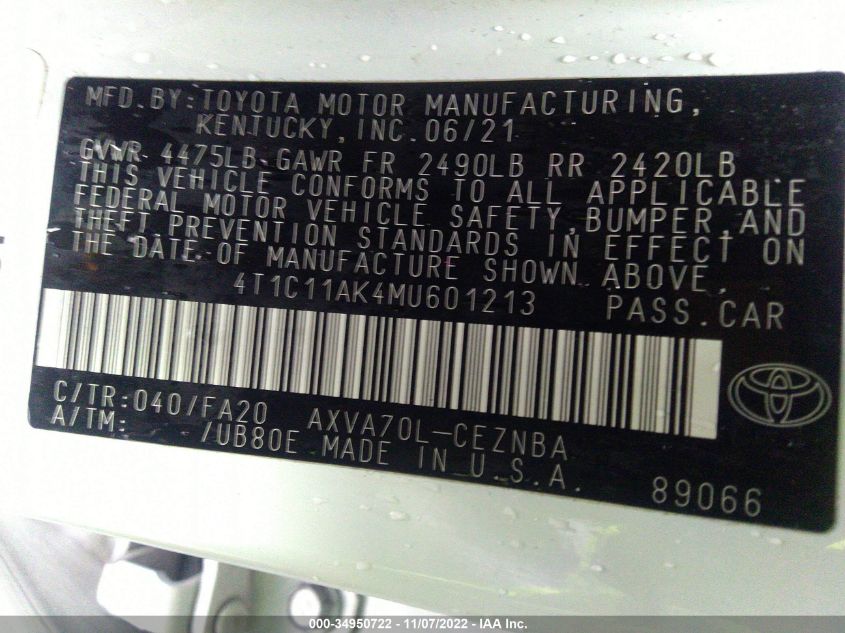 MFD.BY:TOYOTA MOTOR MANUFACTURING,
KENTUCKY,INC.06/21
GVWR 4475LB GAWR FR 2490LB RR 2420LB
THIS VEHICLE CONFORMS TO ALL APPLICABLE
FEDERAL MOTOR VEHICLE SAFETY,BUMPER,AND
THEFT PREVENTION STANDARDS IN EFFECT ON
THE DATE OF MANUFACTURE SHOWN ABOVE.
4T1C11AK4MU601213 PASS.CAR
C/TR:040/FA20 AXVA70L-CEZNBA
A/TM: /UB80E MADE IN U.S.A.
89066
000-34950722 - 11/07/2022 - IAA Inc.